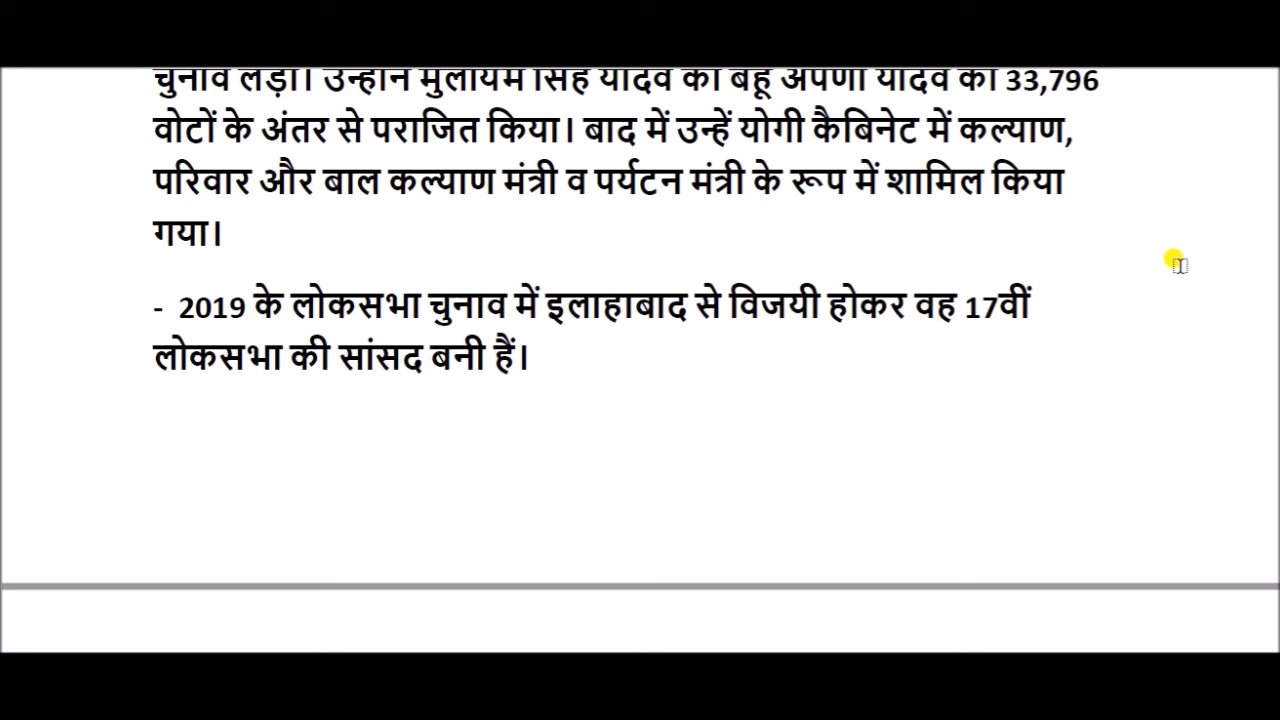 चुनाव लड़ा। उन्होंने मुलायम सिंह यादव की बहू अपर्णा यादव को 33,796
वोटों के अंतर से पराजित किया। बाद में उन्हें योगी कैबिनेट में कल्याण,
परिवार और बाल कल्याण मंत्री व पर्यटन मंत्री के रूप में शामिल किया
गया।
- 2019 के लोकसभा चुनाव में इलाहाबाद से विजयी होकर वह 17वीं
लोकसभा की सांसद बनी हैं।